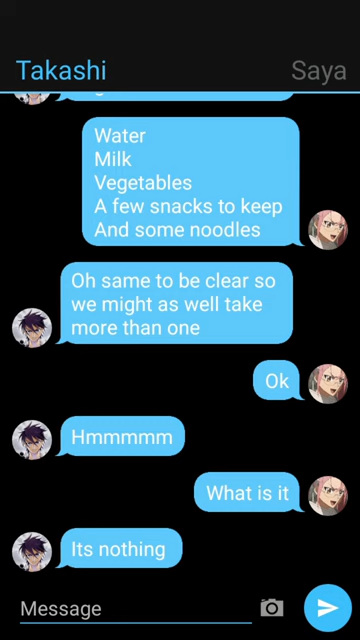 Takashi
Saya
Water
Milk
Vegetables
A few snacks to keep
And some noodles
Oh same to be clear so
we might as well take
more than one
Ok
Hmmmmm
What is it
Its nothing
Message